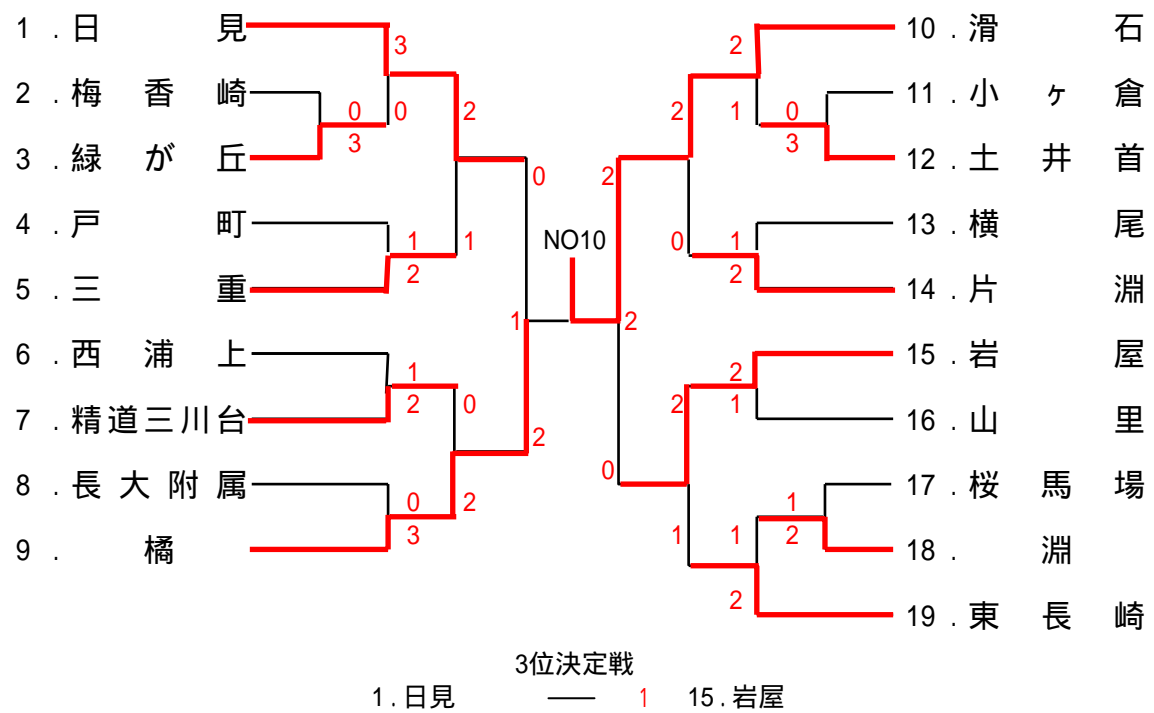 1 . 日見
3
2 . 梅香崎
0 0
3
3 . 緑が丘
2
0
4 . 戸町
1 1
2
5 . 三重
1
6 . 西浦上
1
2
0
7 . 精道三川台
2
8 . 長大附属
0
3
2
9 . 橘
NO10
10 . 滑石
2
2
1
11 . 小ヶ倉
0
3
12 . 土井首
2
13 . 横尾
0
1
2
14 . 片淵
2
15 . 岩屋
2
1
2
16 . 山里
0
17 . 桜馬場
1
2
1
1
18 . 淵
2
19 . 東長崎
3位決定戦
1 . 日見 — 1 15 . 岩屋